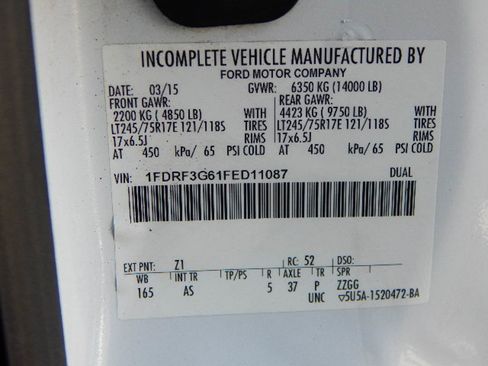 INCOMPLETE VEHICLE MANUFACTURED BY
FORD MOTOR COMPANY
DATE: 03/15 GVWR: 6350 KG (14000 LB)
FRONT GAWR: REAR GAWR:
2200 KG ( 4850 LB) WITH 4423 KG ( 9750 LB) WITH
LT245/75R17E 121/118S TIRES LT245/75R17E 121/118S TIRES
17x6.5J RIMS 17x6.5J RIMS
AT 450 kPa/ 65 PSI COLD AT 450 kPa/ 65 PSI COLD
VIN: 1FDRF3G61FED11087 DUAL
EXT PNT: Z1 RC: 52 DSO:
WB INT TR TP/PS R AXLE TR SPR
165 AS 5 37 P ZZGG
UNC ▽5U5A-1520472-BA